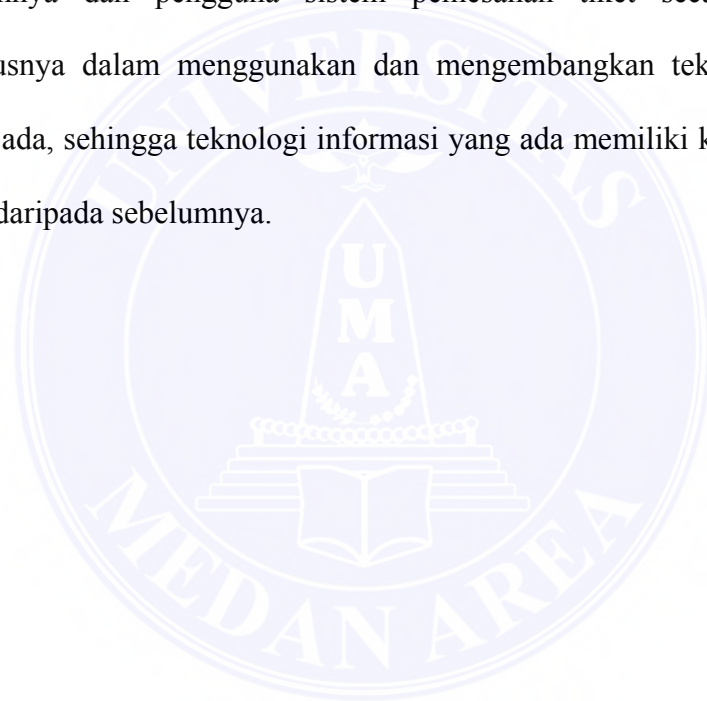 dan pengguna sistem pemesanan tiket
usnya dalam menggunakan dan mengembangkan tek
ada, sehingga teknologi informasi yang ada memiliki k
daripada sebelumnya.
UNIVERSITAS
UMA
MEDAN AREA